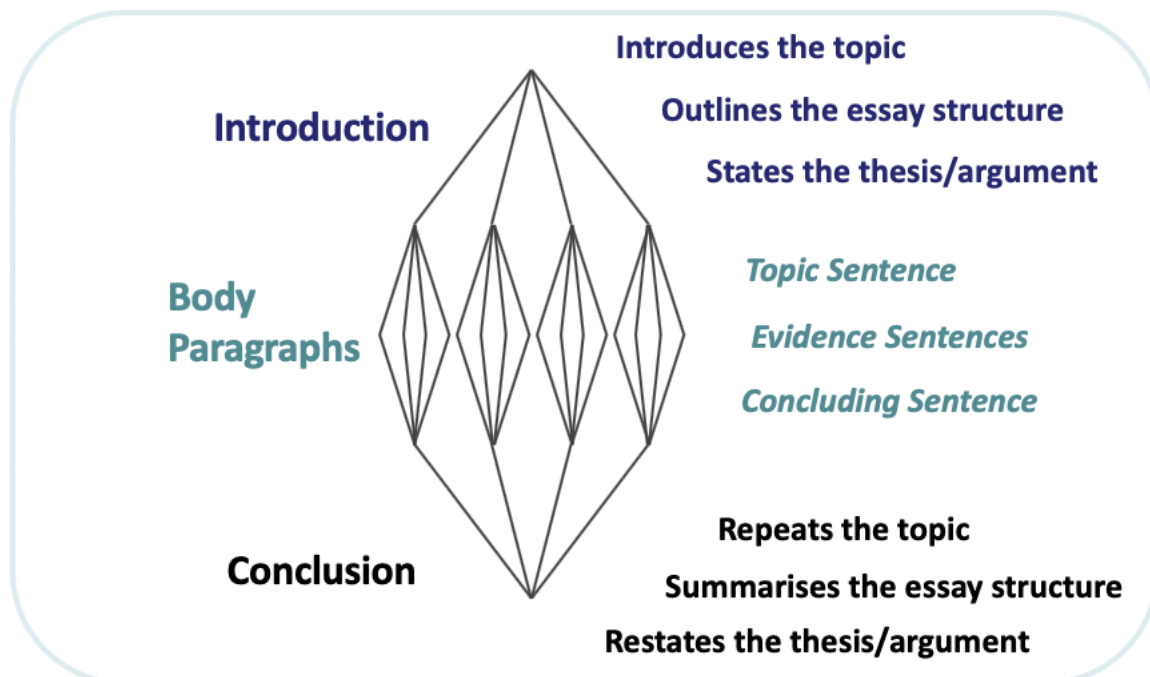 Introduces the topic
Introduction
Outlines the essay structure
States the thesis/argument
Body
Paragraphs
Topic Sentence
Evidence Sentences
Concluding Sentence
Conclusion
Repeats the topic
Summarises the essay structure
Restates the thesis/argument